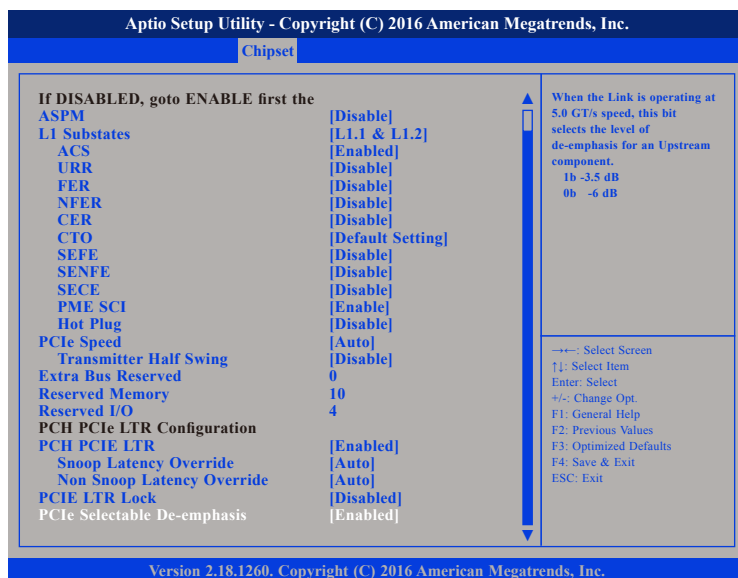 Aptio Setup Utility - Copyright (C) 2016 American Megatrends, Inc.
Chipset
If DISABLED, goto ENABLE first the
ASPM [Disable]
L1 Substates [L1.1 & L1.2]
ACS [Enabled]
URR [Disable]
FER [Disable]
NFER [Disable]
CER [Disable]
CTO [Default Setting]
SEFE [Disable]
SENFE [Disable]
SECE [Disable]
PME SCI [Enable]
Hot Plug [Disable]
PCIe Speed [Auto]
Transmitter Half Swing [Disable]
Extra Bus Reserved 0
Reserved Memory 10
Reserved I/O 4
PCH PCIe LTR Configuration
PCH PCIE LTR [Enabled]
Snoop Latency Override [Auto]
Non Snoop Latency Override [Auto]
PCIE LTR Lock [Disabled]
PCIe Selectable De-emphasis [Enabled]
When the Link is operating at
5.0 GT/s speed, this bit
selects the level of
de-emphasis for an Upstream
component.
1b -3.5 dB
0b -6 dB
→←: Select Screen
↑↓: Select Item
Enter: Select
+/-: Change Opt.
F1: General Help
F2: Previous Values
F3: Optimized Defaults
F4: Save & Exit
ESC: Exit
Version 2.18.1260. Copyright (C) 2016 American Megatrends, Inc.